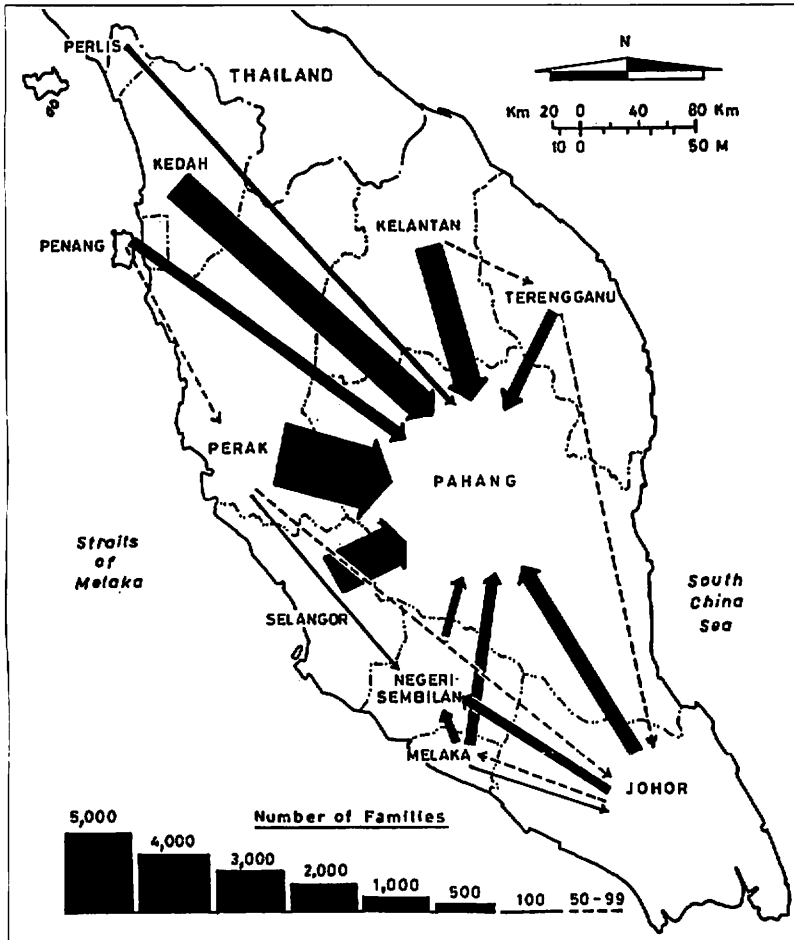 PERLIS
THAILAND
N
Km 20 0 40 80 Km
10 0 50 M
KEDAH
KELANTAN
PENANG
TERENGGANU
PERAK
PAHANG
Straits
of
Melaka
South
China
Sea
SELANGOR
NEGERI-
SEMBILAN
MELAKA
JOHOR
Number of Families
5,000
4,000
3,000
2,000
1,000
500
100
50-99